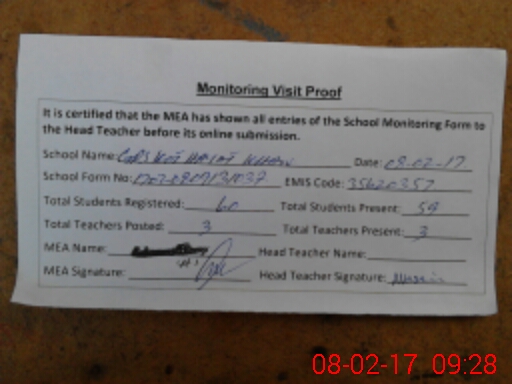 Monitoring Visit Proof
It is certified that the MEA has shown all entries of the School Monitoring Form to
the Head Teacher before its online submission.
School Name: Date: 08-02-17
School Form No: EMIS Code: 35620357
Total Students Registered: 60 Total Students Present: 59
Total Teachers Posted: 3 Total Teachers Present: 3
MEA Name: Head Teacher Name:
MEA Signature: Head Teacher Signature:
08-02-17 09:28